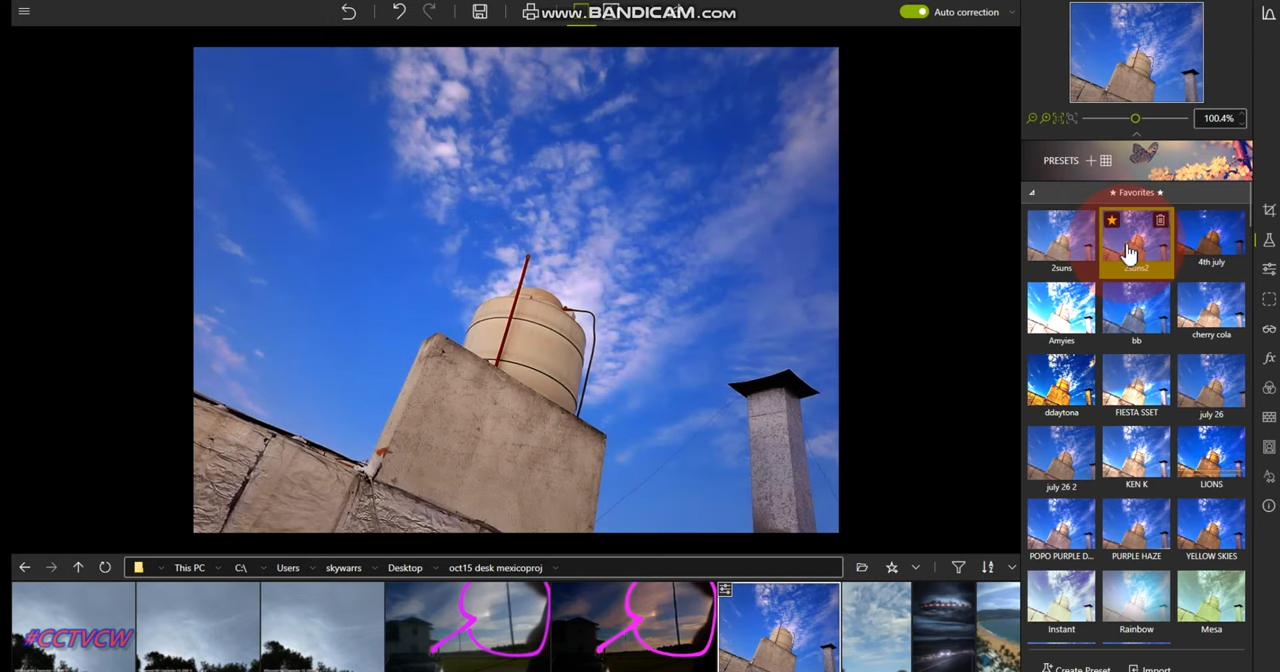 www.BANDICAM.com
Auto correction
100.4%
PRESETS
★ Favorites ★
2suns
2suns2
4th july
Amyies
bb
cherry cola
ddaytona
FIESTA SSET
july 26
july 26 2
KEN K
LIONS
POPO PURPLE D...
PURPLE HAZE
YELLOW SKIES
Instant
Rainbow
Mesa
Create Preset
Import
This PC
C:\
Users
skywarrs
Desktop
oct15 desk mexicoproj
#CCTVCW